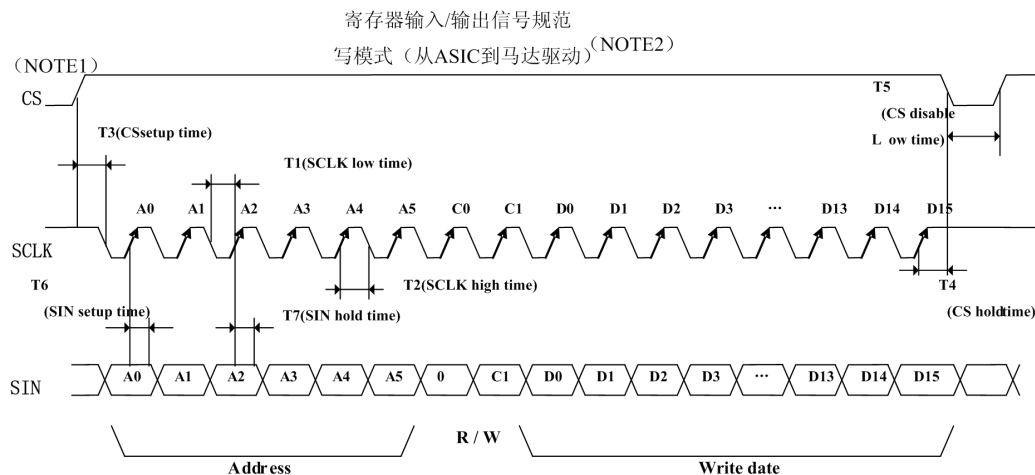 寄存器输入/输出信号规范
写模式（从ASIC到马达驱动）（NOTE2）
（NOTE1）
CS
T5
(CS disable
L ow time)
T3(CSsetup time)
T1(SCLK low time)
A0 A1 A2 A3 A4 A5 C0 C1 D0 D1 D2 D3 ··· D13 D14 D15
SCLK
T6
(SIN setup time)
T2(SCLK high time)
T4
(CS holdtime)
T7(SIN hold time)
SIN
A0 A1 A2 A3 A4 A5 0 C1 D0 D1 D2 D3 ··· D13 D14 D15
R / W
Address
Write date